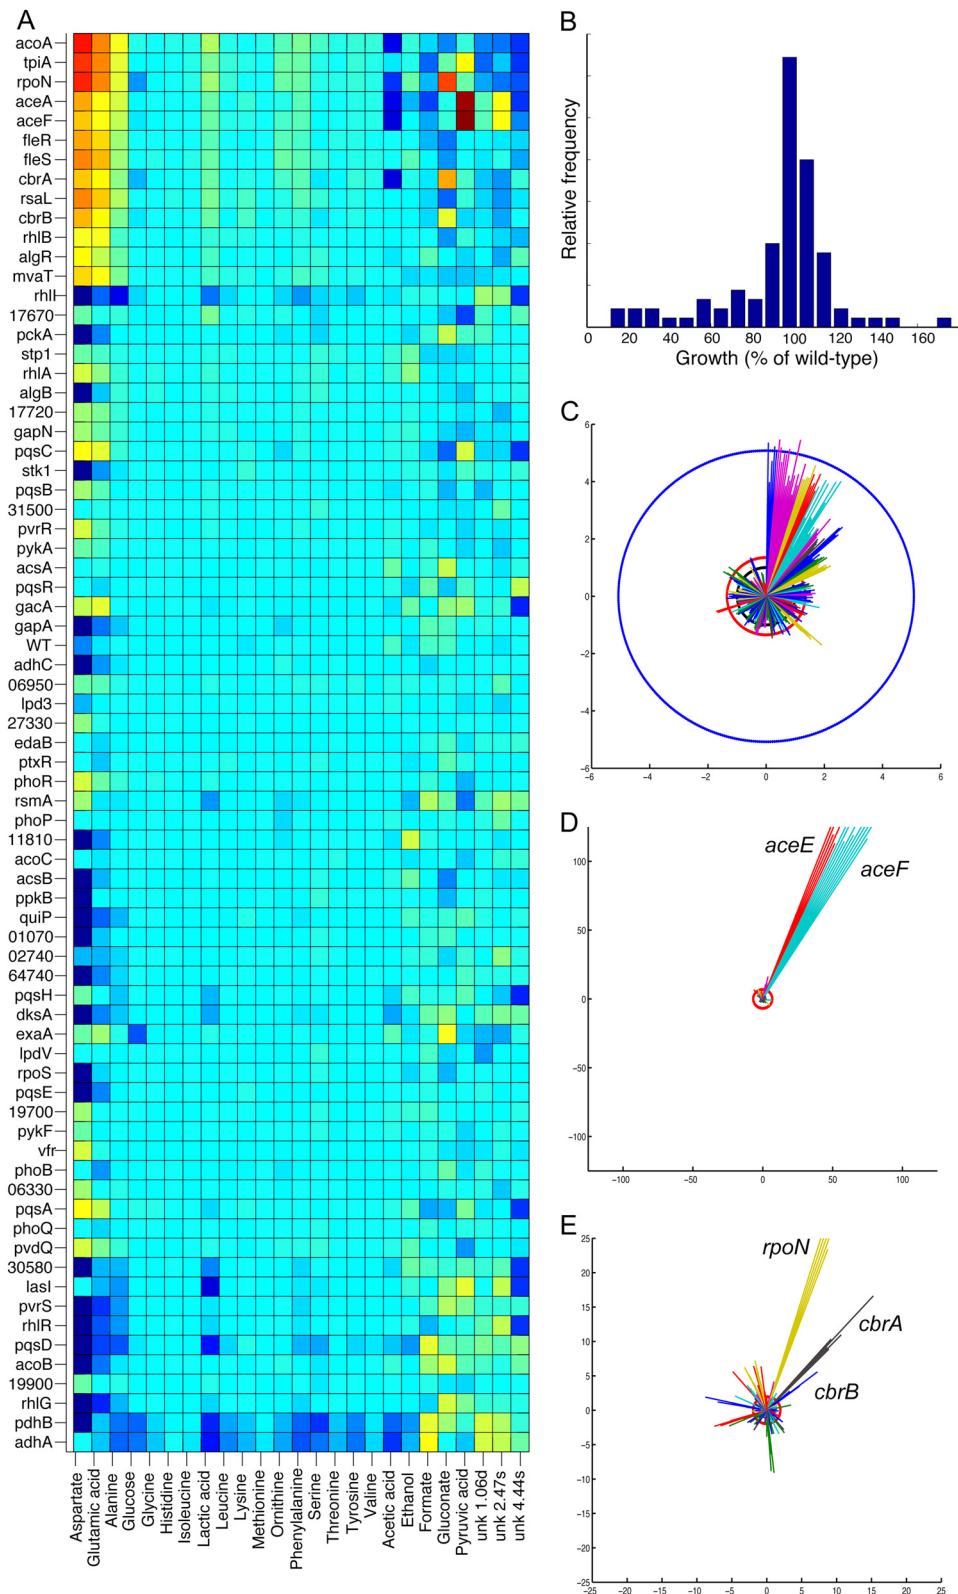 A
acoA
tpiA
rpoN
aceA
aceF
fleR
fleS
cbrA
rsaL
cbrB
rhlB
algR
mvaT
rhlI
17670
pckA
stp1
rhlA
algB
17720
gapN
pqsC
stk1
pqsB
31500
pvrR
pykA
acsA
pqsR
gacA
gapA
WT
adhC
06950
lpd3
27330
edaB
ptxR
phoR
rsmA
phoP
11810
acoC
acsB
ppkB
quiP
01070
02740
64740
pqsH
dksA
exaA
lpdV
rpoS
pqsE
19700
pykF
vfr
phoB
06330
pqsA
phoQ
pvdQ
30580
lasI
pvrS
rhlR
pqsD
acoB
19900
rhlG
pdhB
adhA
Aspartate
Glutamic acid
Alanine
Glucose
Glycine
Histidine
Isoleucine
Lactic acid
Leucine
Lysine
Methionine
Ornithine
Phenylalanine
Serine
Threonine
Tyrosine
Valine
Acetic acid
Ethanol
Formate
Gluconate
Pyruvic acid
unk 1.06d
unk 2.47s
unk 4.44s
B
Relative frequency
0 20 40 60 80 100 120 140 160
Growth (% of wild-type)
C
6
4
2
0
−2
−4
−6
−6 −4 −2 0 2 4 6
D
aceE
aceF
100
50
0
−50
−100
−100 −50 0 50 100
E
rpoN
cbrA
cbrB
25
20
15
10
5
0
−5
−10
−15
−20
−25
−25 −20 −15 −10 −5 0 5 10 15 20 25